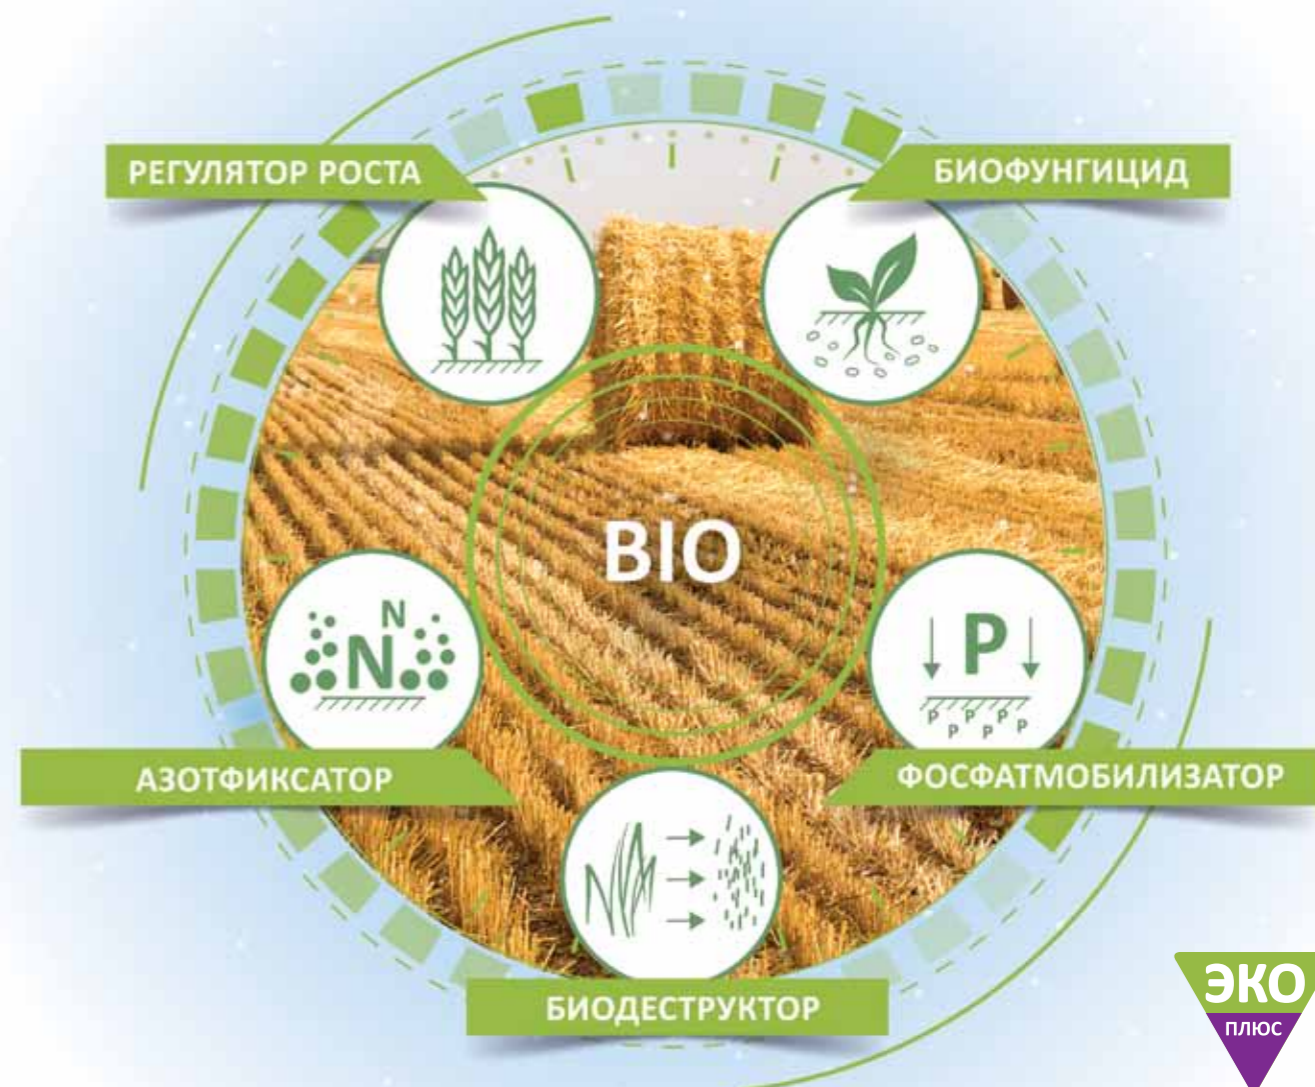 РЕГУЛЯТОР РОСТА
БИОФУНГИЦИД
BIO
N
N
P
P P P P P P P
АЗОТФИКСАТОР
ФОСФАТМОБИЛИЗАТОР
БИОДЕСТРУКТОР
ЭКО
ПЛЮС